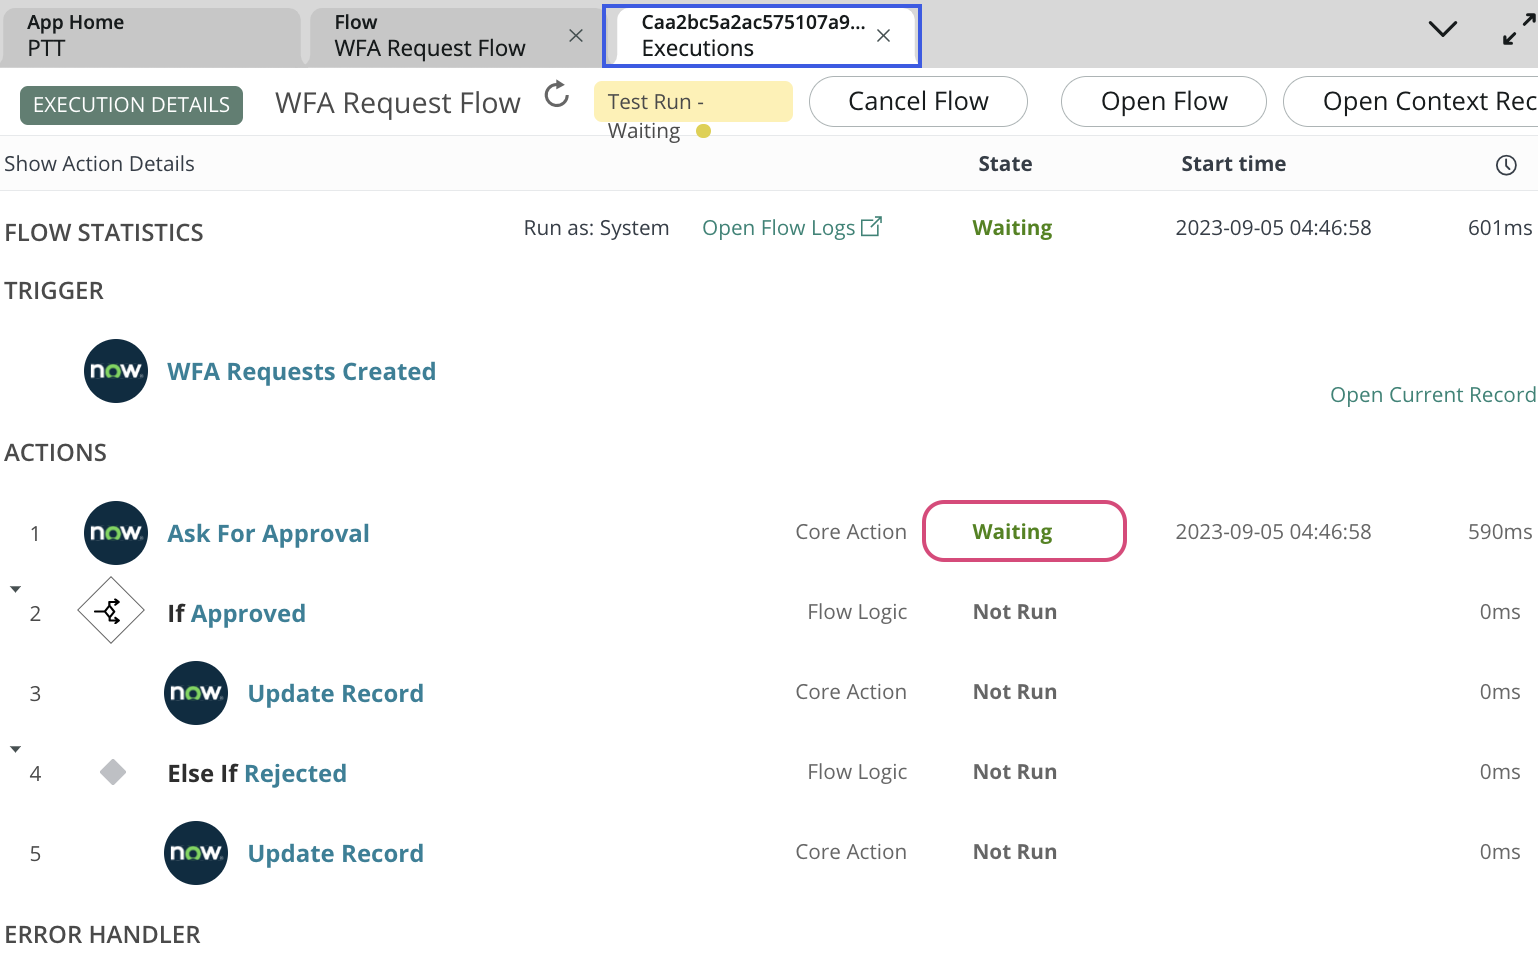 App Home
PTT
Flow
WFA Request Flow
Caa2bc5a2ac575107a9...
Executions
EXECUTION DETAILS
WFA Request Flow
Test Run -
Waiting
Cancel Flow
Open Flow
Open Context Rec
Show Action Details
State
Start time
FLOW STATISTICS
Run as: System
Open Flow Logs
Waiting
2023-09-05 04:46:58
601ms
TRIGGER
now.
WFA Requests Created
Open Current Record
ACTIONS
1
now.
Ask For Approval
Core Action
Waiting
2023-09-05 04:46:58
590ms
2
If Approved
Flow Logic
Not Run
0ms
3
now.
Update Record
Core Action
Not Run
0ms
4
Else If Rejected
Flow Logic
Not Run
0ms
5
now.
Update Record
Core Action
Not Run
0ms
ERROR HANDLER